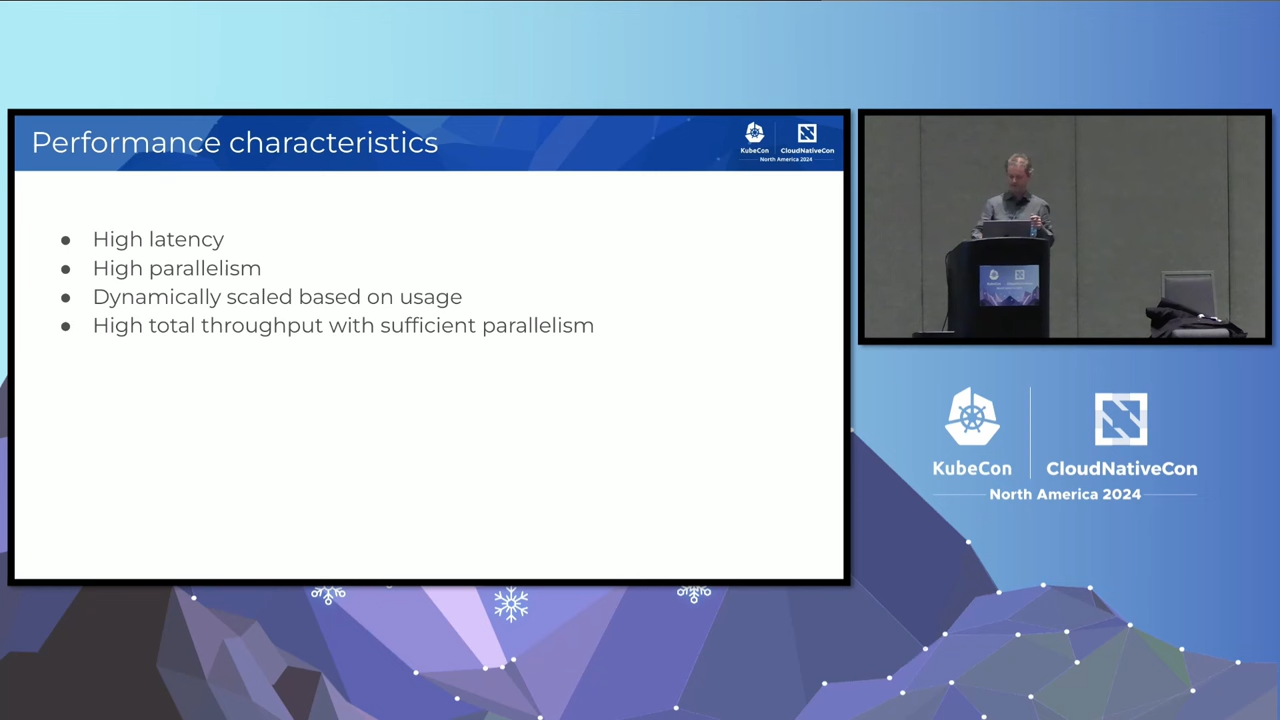 Performance characteristics
KubeCon
CloudNativeCon
North America 2024
● High latency
● High parallelism
● Dynamically scaled based on usage
● High total throughput with sufficient parallelism
KubeCon
CloudNativeCon
North America 2024